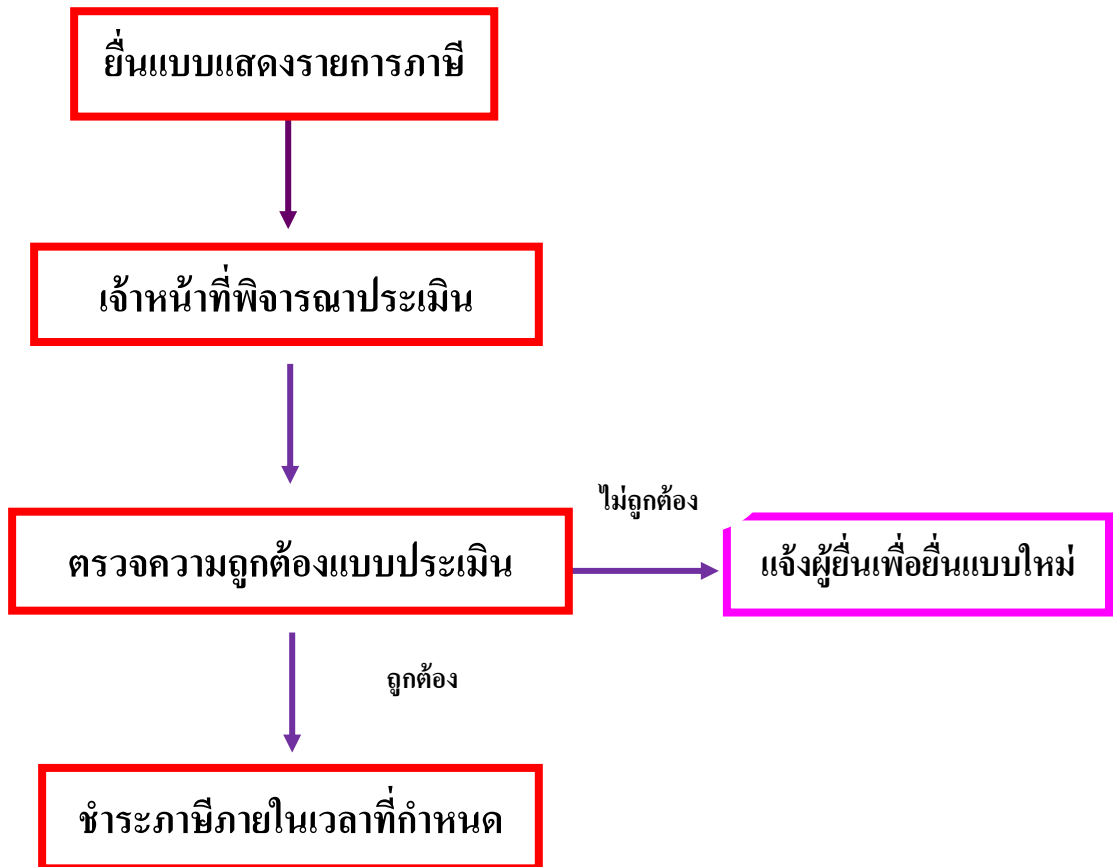 ยื่นแบบแสดงรายการภาษี
เจ้าหน้าที่พิจารณาประเมิน
ไม่ถูกต้อง
ตรวจความถูกต้องแบบประเมิน
แจ้งผู้ยื่นเพื่อยื่นแบบใหม่
ถูกต้อง
ชำระภาษีภายในเวลาที่กำหนด